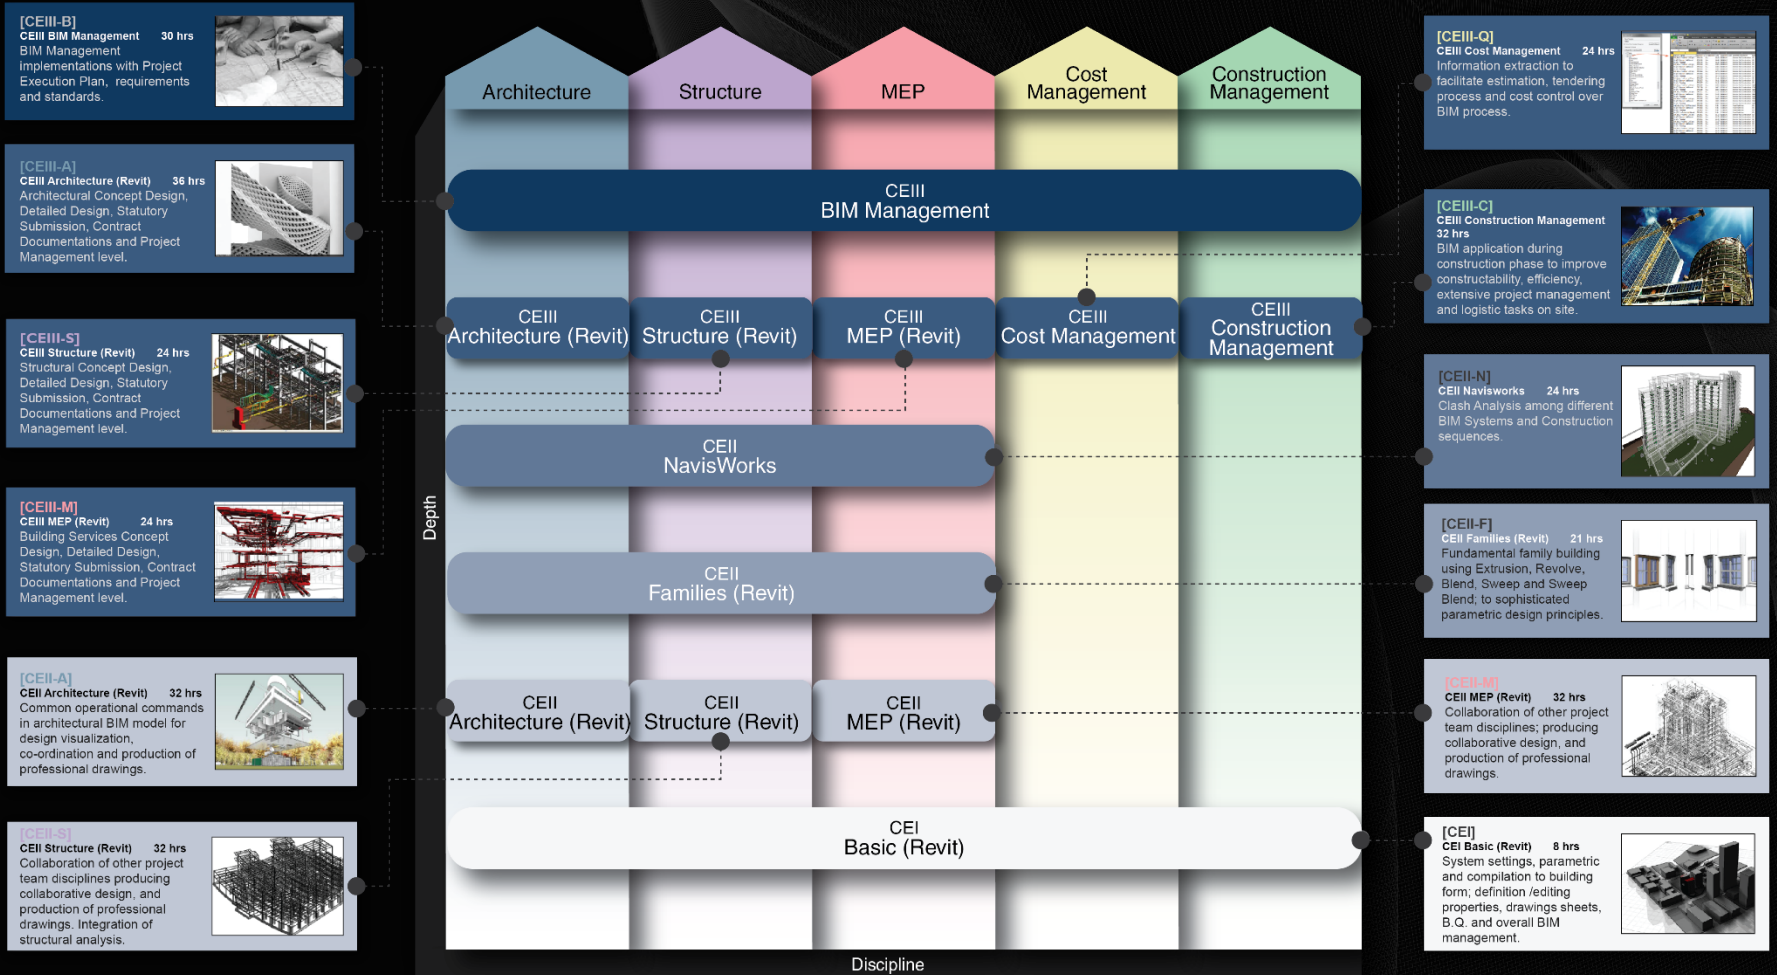 [CEIII-B]
CEIII BIM Management 30 hrs
BIM Management
implementations with Project
Execution Plan, requirements
and standards.
[CEIII-A]
CEIII Architecture (Revit) 36 hrs
Architectural Concept Design,
Detailed Design, Statutory
Submission, Contract
Documentations and Project
Management level.
[CEIII-S]
CEIII Structure (Revit) 24 hrs
Structural Concept Design,
Detailed Design, Statutory
Submission, Contract
Documentations and Project
Management level.
[CEIII-M]
CEIII MEP (Revit) 24 hrs
Building Services Concept
Design, Detailed Design,
Statutory Submission, Contract
Documentations and Project
Management level.
[CEII-A]
CEII Architecture (Revit) 32 hrs
Common operational commands
in architectural BIM model for
design visualization,
co-ordination and production of
professional drawings.
[CEII-S]
CEII Structure (Revit) 32 hrs
Collaboration of other project
team disciplines producing
collaborative design, and
production of professional
drawings. Integration of
structural analysis.
Architecture
Structure
MEP
Cost
Management
Construction
Management
CEIII
BIM Management
CEIII
Architecture (Revit)
CEIII
Structure (Revit)
CEIII
MEP (Revit)
CEIII
Cost Management
CEIII
Construction
Management
CEII
NavisWorks
CEII
Families (Revit)
CEII
Architecture (Revit)
CEII
Structure (Revit)
CEII
MEP (Revit)
CEI
Basic (Revit)
Depth
Discipline
[CEIII-Q]
CEIII Cost Management 24 hrs
Information extraction to
facilitate estimation, tendering
process and cost control over
BIM process.
[CEIII-C]
CEIII Construction Management
32 hrs
BIM application during
construction phase to improve
constructability, efficiency,
extensive project management
and logistic tasks on site.
[CEII-N]
CEII Navisworks 24 hrs
Clash Analysis among different
BIM Systems and Construction
sequences.
[CEII-F]
CEII Families (Revit) 21 hrs
Fundamental family building
using Extrusion, Revolve,
Blend, Sweep and Sweep
Blend; to sophisticated
parametric design principles.
[CEII-M]
CEII MEP (Revit) 32 hrs
Collaboration of other project
team disciplines; producing
collaborative design, and
production of professional
drawings.
[CEI]
CEI Basic (Revit) 8 hrs
System settings, parametric
and compilation to building
form; definition /editing
properties, drawings sheets,
B.Q. and overall BIM
management.